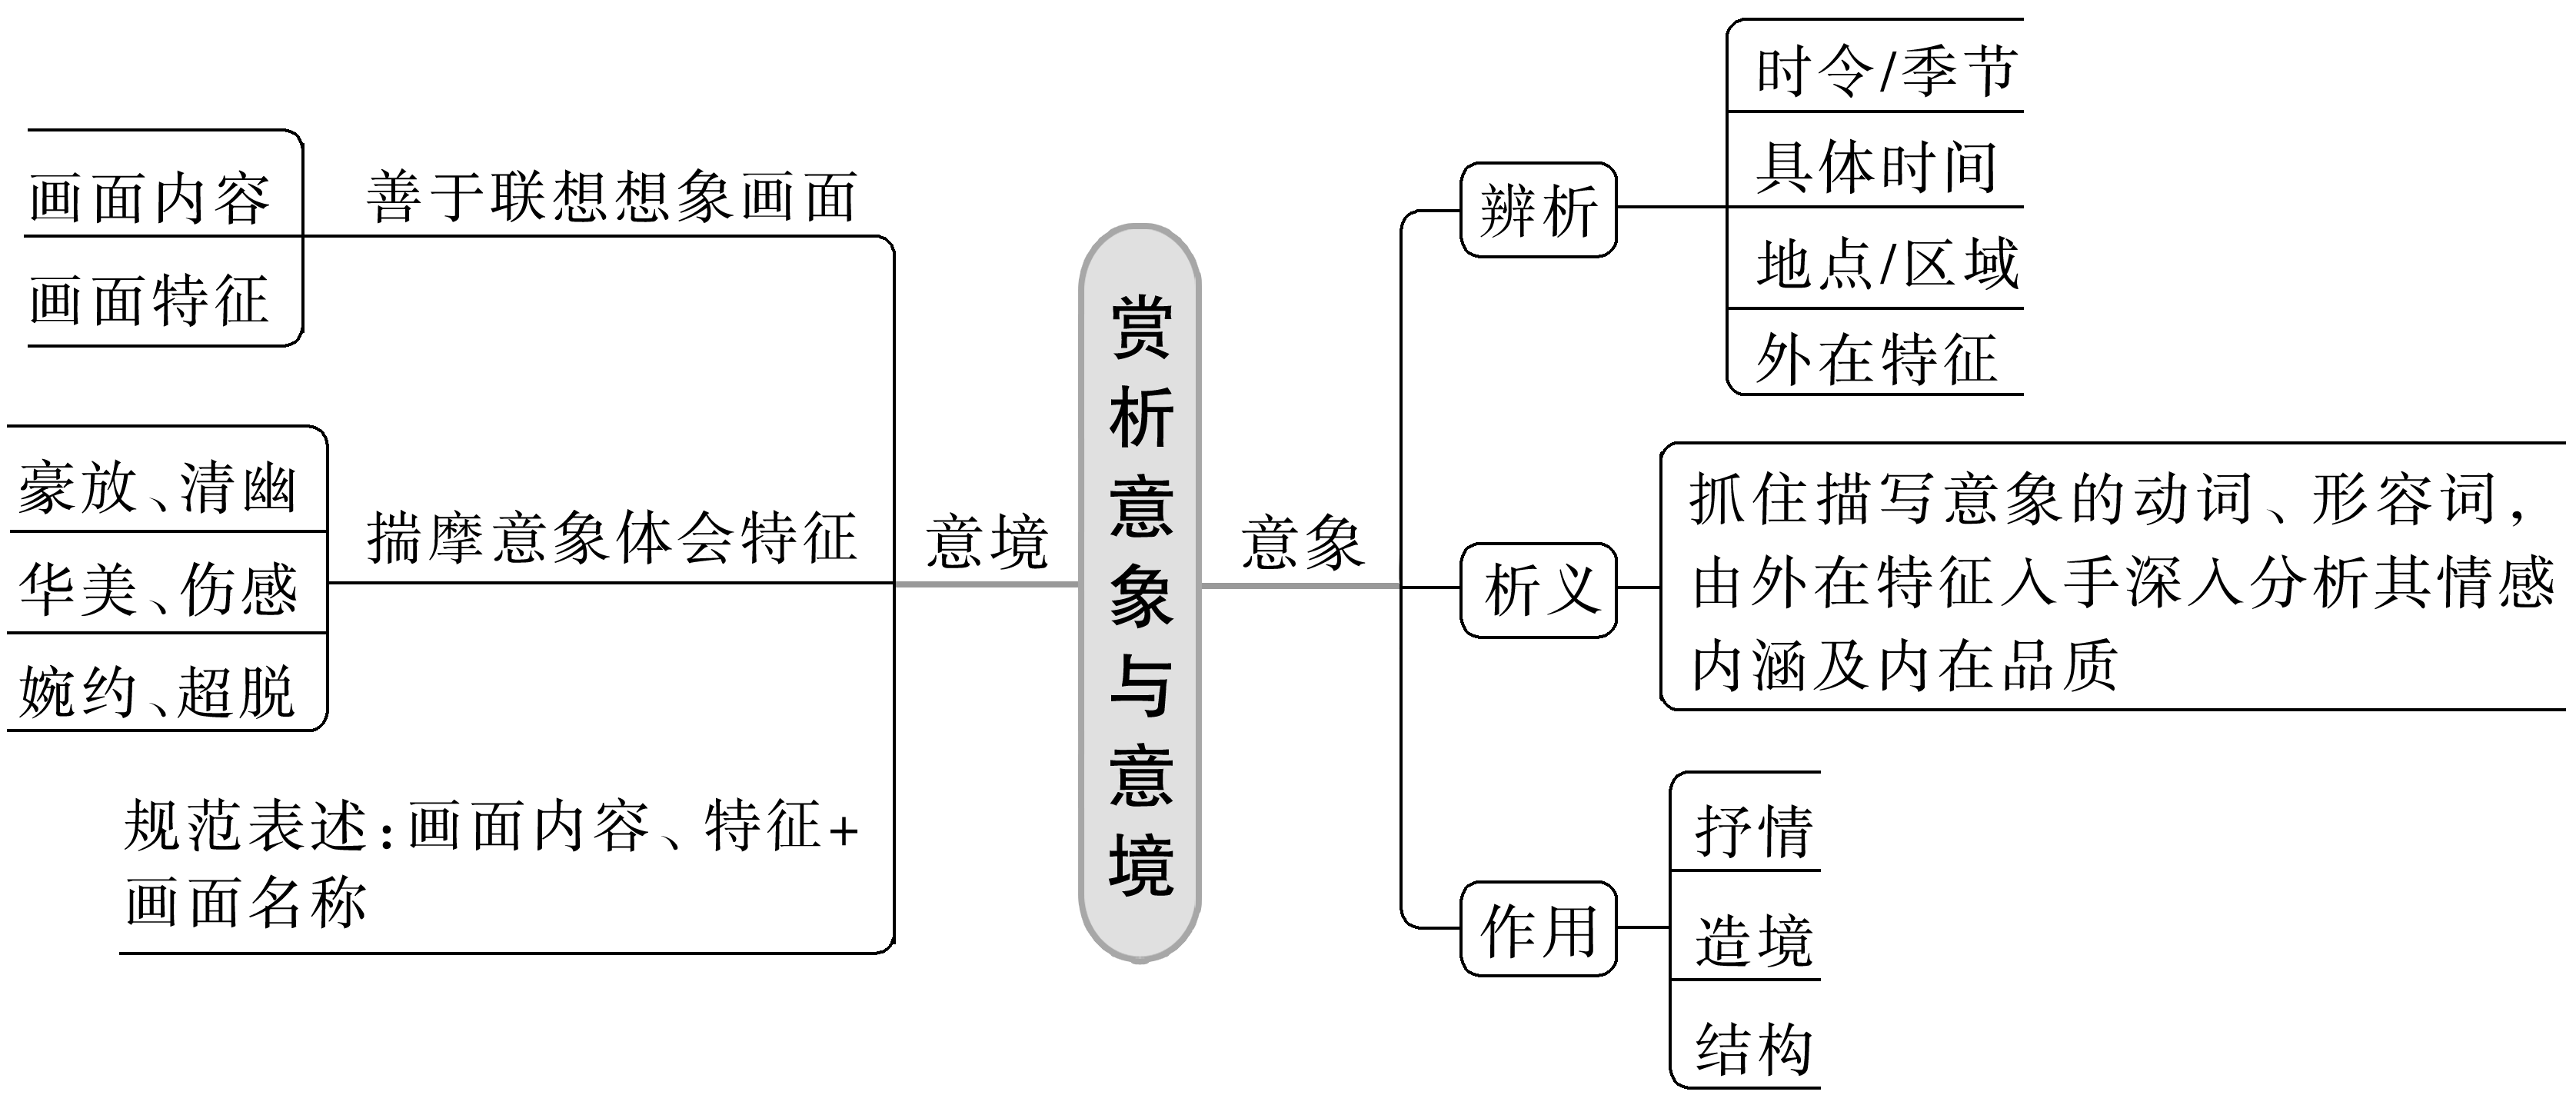 赏析意象与意境
意境
善于联想想象画面
画面内容
画面特征
揣摩意象体会特征
豪放、清幽
华美、伤感
婉约、超脱
规范表述:画面内容、特征+
画面名称
意象
辨析
时令/季节
具体时间
地点/区域
外在特征
析义
抓住描写意象的动词、形容词,
由外在特征入手深入分析其情感
内涵及内在品质
作用
抒情
造境
结构